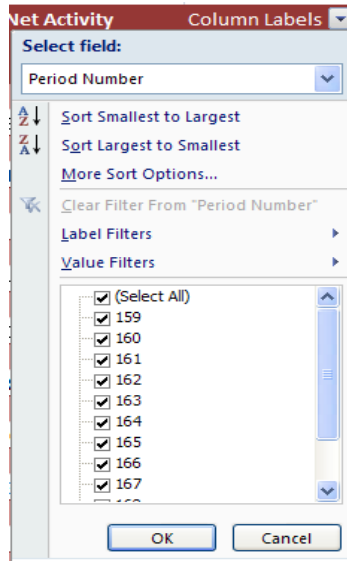 Net Activity Column Labels
Select field:
Period Number
Sort Smallest to Largest
Sort Largest to Smallest
More Sort Options...
Clear Filter From "Period Number"
Label Filters
Value Filters
(Select All)
159
160
161
162
163
164
165
166
167
OK Cancel